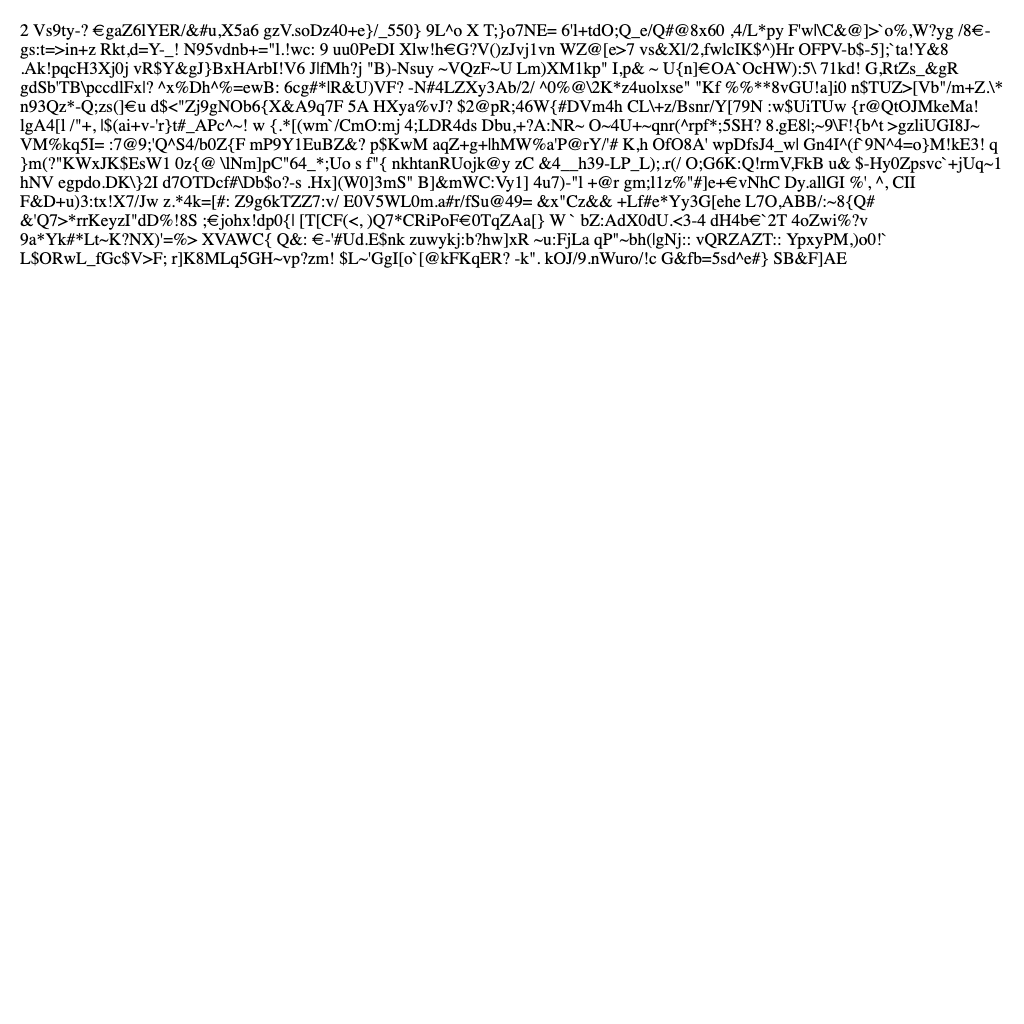 2 Vs9ty-? €gaZ6lYER/&#u,X5a6 gzV.soDz40+e}/_550} 9L^o X T;}o7NE= 6'l+tdO;Q_e/Q#@8x60 ,4/L*py F'w|\C&@]>`o%,W?yg /8€-
gs:t=>in+z Rkt,d=Y-_! N95vdnb+="l.!wc: 9 uu0PeDI Xlw!h€G?V()zJvj1vn WZ@[e>7 vs&Xl/2,fwlcIK$^)Hr OFPV-b$-5];`ta!Y&8
.Ak!pqcH3Xj0j vR$Y&gJ}BxHArbI!V6 J|fMh?j "B)-Nsuy ~VQzF~U Lm)XM1kp" I,p& ~ U{n]€OA`OcHW):5\ 71kd! G,RtZs_&gR
gdSb'TB\pccdlFx|? ^x%Dh^%=ewB: 6cg#*|R&U)VF? -N#4LZXy3Ab/2/ ^0%@\2K*z4uolxse" "Kf %%**8vGU!a]i0 n$TUZ>[Vb"/m+Z.\*
n93Qz*-Q;zs(]€u d$<"Zj9gNOb6{X&A9q7F 5A HXya%vJ? $2@pR;46W{#DVm4h CL\+z/Bsnr/Y[79N :w$UiTUw {r@QtOJMkeMa!
lgA4[l /"+, |$(ai+v-'r}t#_APc^~! w {.*[(wm`/CmO:mj 4;LDR4ds Dbu,+?A:NR~ O~4U+~qnr(^rpf*;5SH? 8.gE8|;~9\F!{b^t >gzliUGI8J~
VM%kq5I= :7@9;'Q^S4/b0Z{F mP9Y1EuBZ&? p$KwM aqZ+g+|hMW%a'P@rY/'# K,h OfO8A' wpDfsJ4_w| Gn4I^(f`9N^4=o}M!kE3! q
}m(?"KWxJK$EsW1 0z{@ \lNm]pC"64_*;Uo s f"{ nkhtanRUojk@y zC &4__h39-LP_L);.r(/ O;G6K:Q!rmV,FkB u& $-Hy0Zpsvc`+jUq~1
hNV egpdo.DK\}2I d7OTDcf#\Db$o?-s .Hx](W0]3mS" B]&mWC:Vy1] 4u7)-"l +@r gm;l1z%"#]e+€vNhC Dy.allGI %', ^, CII
F&D+u)3:tx!X7/Jw z.*4k=[#: Z9g6kTZZ7:v/ E0V5WL0m.a#r/fSu@49= &x"Cz&& +Lf#e*Yy3G[ehe L7O,ABB/:~8{Q#
&'Q7>*rrKeyzI"dD%!8S ;€johx!dp0{l [T[CF(<, )Q7*CRiPoF€0TqZAa[} W ` bZ:AdX0dU.<3-4 dH4b€`2T 4oZwi%?v
9a*Yk#*Lt~K?NX)'=%> XVAWC{ Q&: €-'#Ud.E$nk zuwykj:b?hw]xR ~u:FjLa qP"~bh(|gNj:: vQRZAZT:: YpxyPM,)o0!`
L$ORwL_fGc$V>F; r]K8MLq5GH~vp?zm! $L~'GgI[o`[@kFKqER? -k". kOJ/9.nWuro/!c G&fb=5sd^e#} SB&F]AE